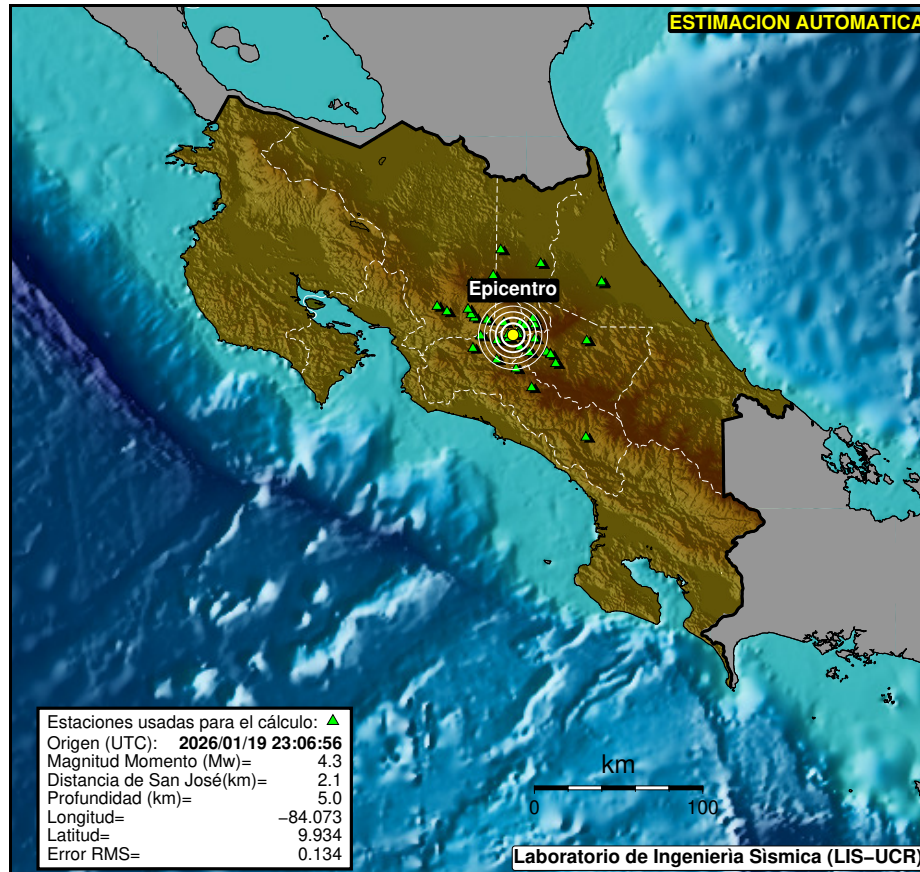 ESTIMACION AUTOMATICA
Epicentro
Estaciones usadas para el cálculo:
Origen (UTC): 2026/01/19 23:06:56
Magnitud Momento (Mw)= 4.3
Distancia de San José(km)= 2.1
Profundidad (km)= 5.0
Longitud= −84.073
Latitud= 9.934
Error RMS= 0.134
km
0 100
Laboratorio de Ingenierìa Sìsmica (LIS−UCR)